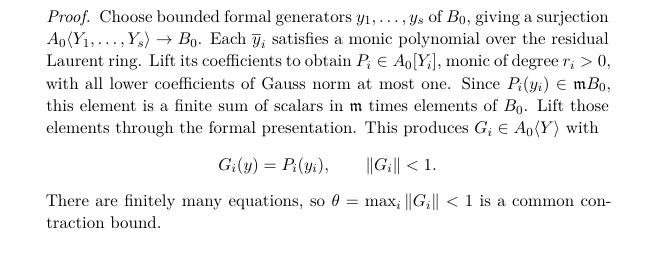 Proof. Choose bounded formal generators y₁, . . . , yₛ of B₀, giving a surjection
A₀⟨Y₁, . . . , Yₛ⟩ → B₀. Each y̅ᵢ satisfies a monic polynomial over the residual
Laurent ring. Lift its coefficients to obtain Pᵢ ∈ A₀[Yᵢ], monic of degree rᵢ > 0,
with all lower coefficients of Gauss norm at most one. Since Pᵢ(yᵢ) ∈ 𝔪B₀,
this element is a finite sum of scalars in 𝔪 times elements of B₀. Lift those
elements through the formal presentation. This produces Gᵢ ∈ A₀⟨Y⟩ with
Gᵢ(y) = Pᵢ(yᵢ), ‖Gᵢ‖ < 1.
There are finitely many equations, so θ = maxᵢ ‖Gᵢ‖ < 1 is a common con-
traction bound.